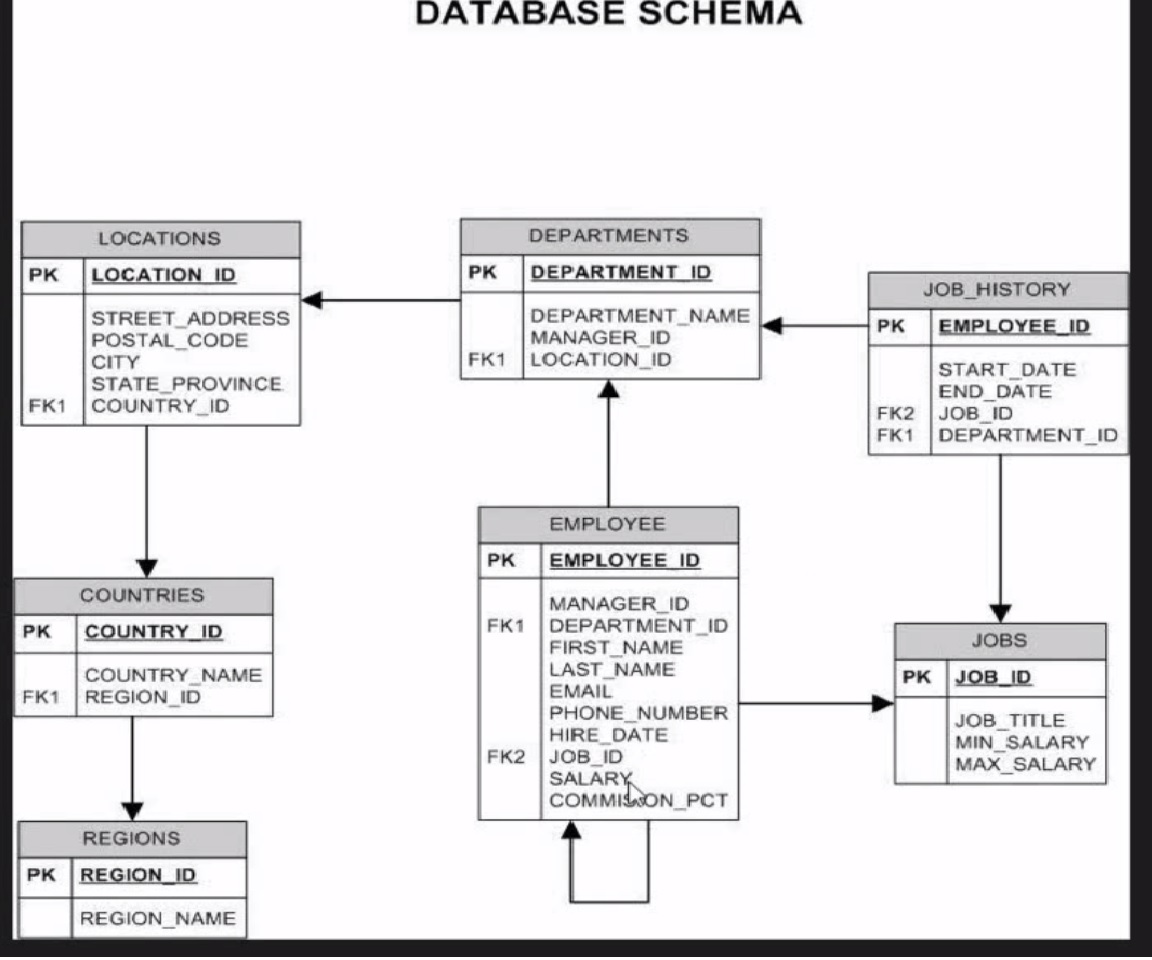 DATABASE SCHEMA
LOCATIONS
PK LOCATION_ID
STREET_ADDRESS
POSTAL_CODE
CITY
STATE_PROVINCE
FK1 COUNTRY_ID
DEPARTMENTS
PK DEPARTMENT_ID
DEPARTMENT_NAME
MANAGER_ID
FK1 LOCATION_ID
JOB_HISTORY
PK EMPLOYEE_ID
START_DATE
END_DATE
FK2 JOB_ID
FK1 DEPARTMENT_ID
EMPLOYEE
PK EMPLOYEE_ID
MANAGER_ID
FK1 DEPARTMENT_ID
FIRST_NAME
LAST_NAME
EMAIL
PHONE_NUMBER
HIRE_DATE
FK2 JOB_ID
SALARY
COMMISSION_PCT
COUNTRIES
PK COUNTRY_ID
COUNTRY_NAME
FK1 REGION_ID
JOBS
PK JOB_ID
JOB_TITLE
MIN_SALARY
MAX_SALARY
REGIONS
PK REGION_ID
REGION_NAME